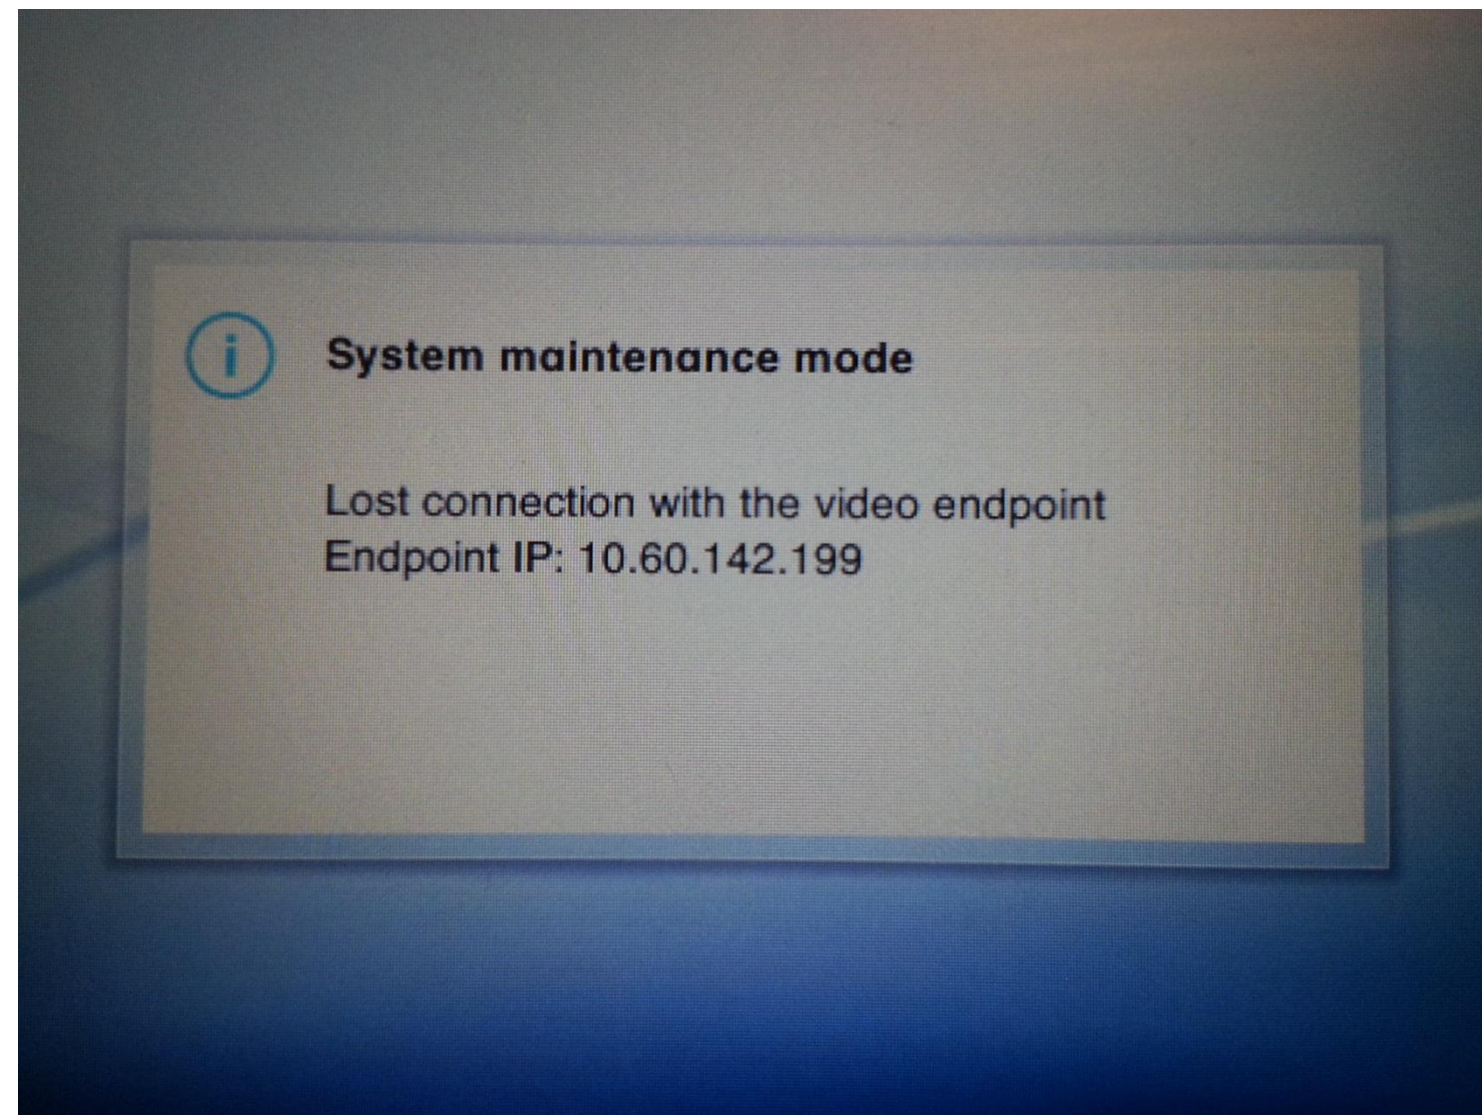 System maintenance mode
Lost connection with the video endpoint
Endpoint IP: 10.60.142.199